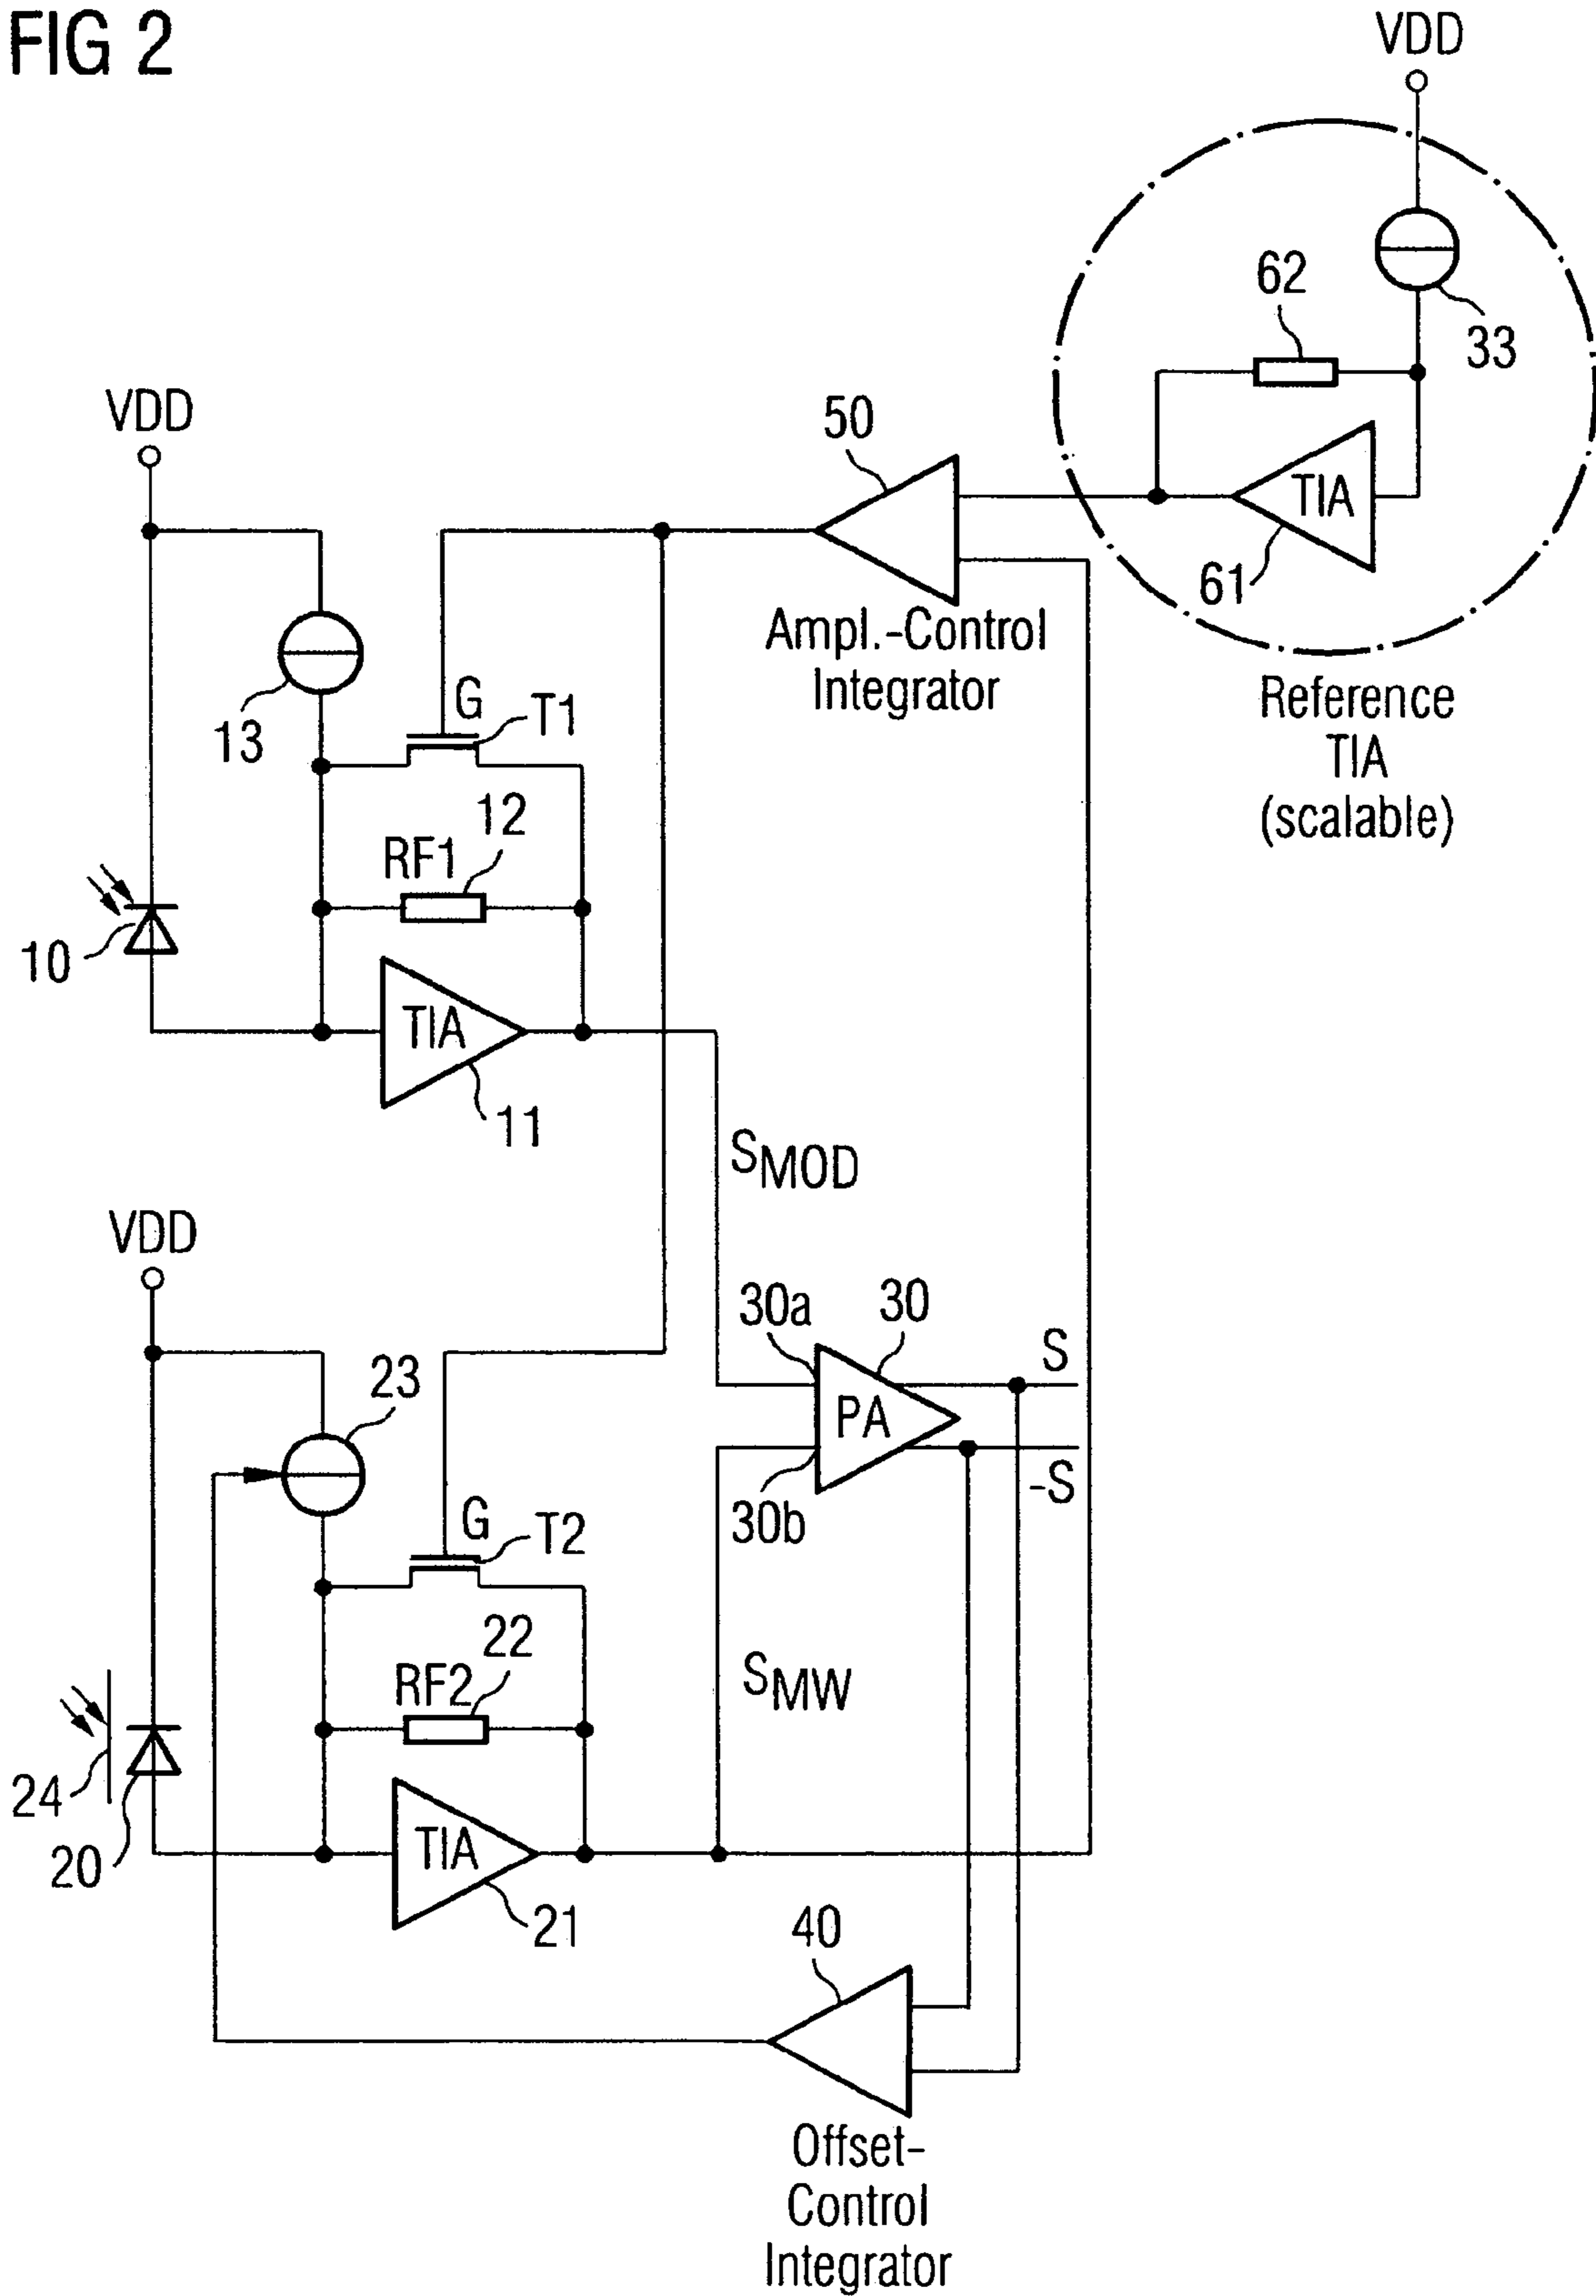 FIG 2
VDD
62
33
VDD
50
TIA
61
Ampl.-Control
Integrator
Reference
TIA
(scalable)
13
G
T1
12
RF1
10
TIA
11
SMOD
VDD
30a
30
S
23
PA
-S
30b
G
T2
22
RF2
SMW
24
20
TIA
21
40
Offset-
Control
Integrator